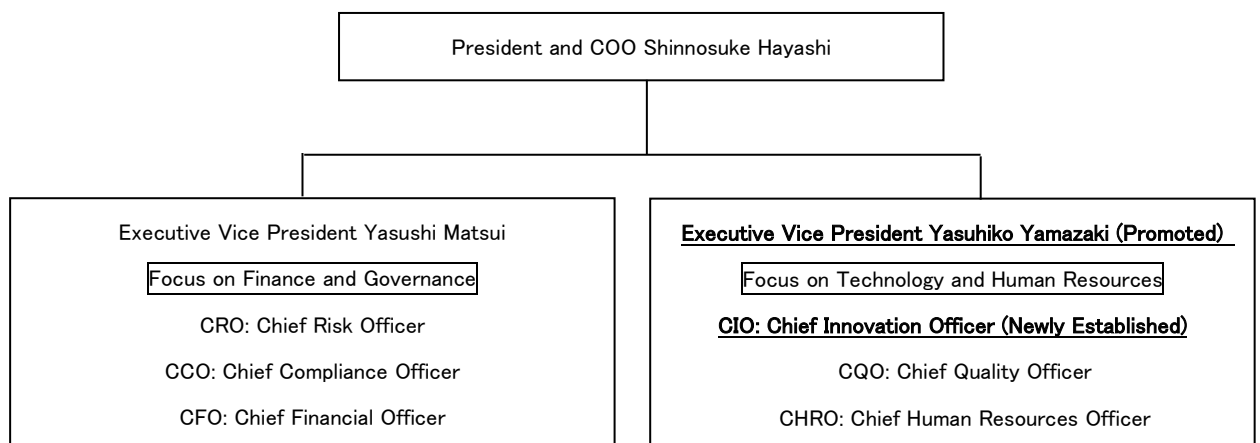 President and COO Shinnosuke Hayashi
Executive Vice President Yasushi Matsui
Focus on Finance and Governance
CRO: Chief Risk Officer
CCO: Chief Compliance Officer
CFO: Chief Financial Officer
Executive Vice President Yasuhiko Yamazaki (Promoted)
Focus on Technology and Human Resources
CIO: Chief Innovation Officer (Newly Established)
CQO: Chief Quality Officer
CHRO: Chief Human Resources Officer